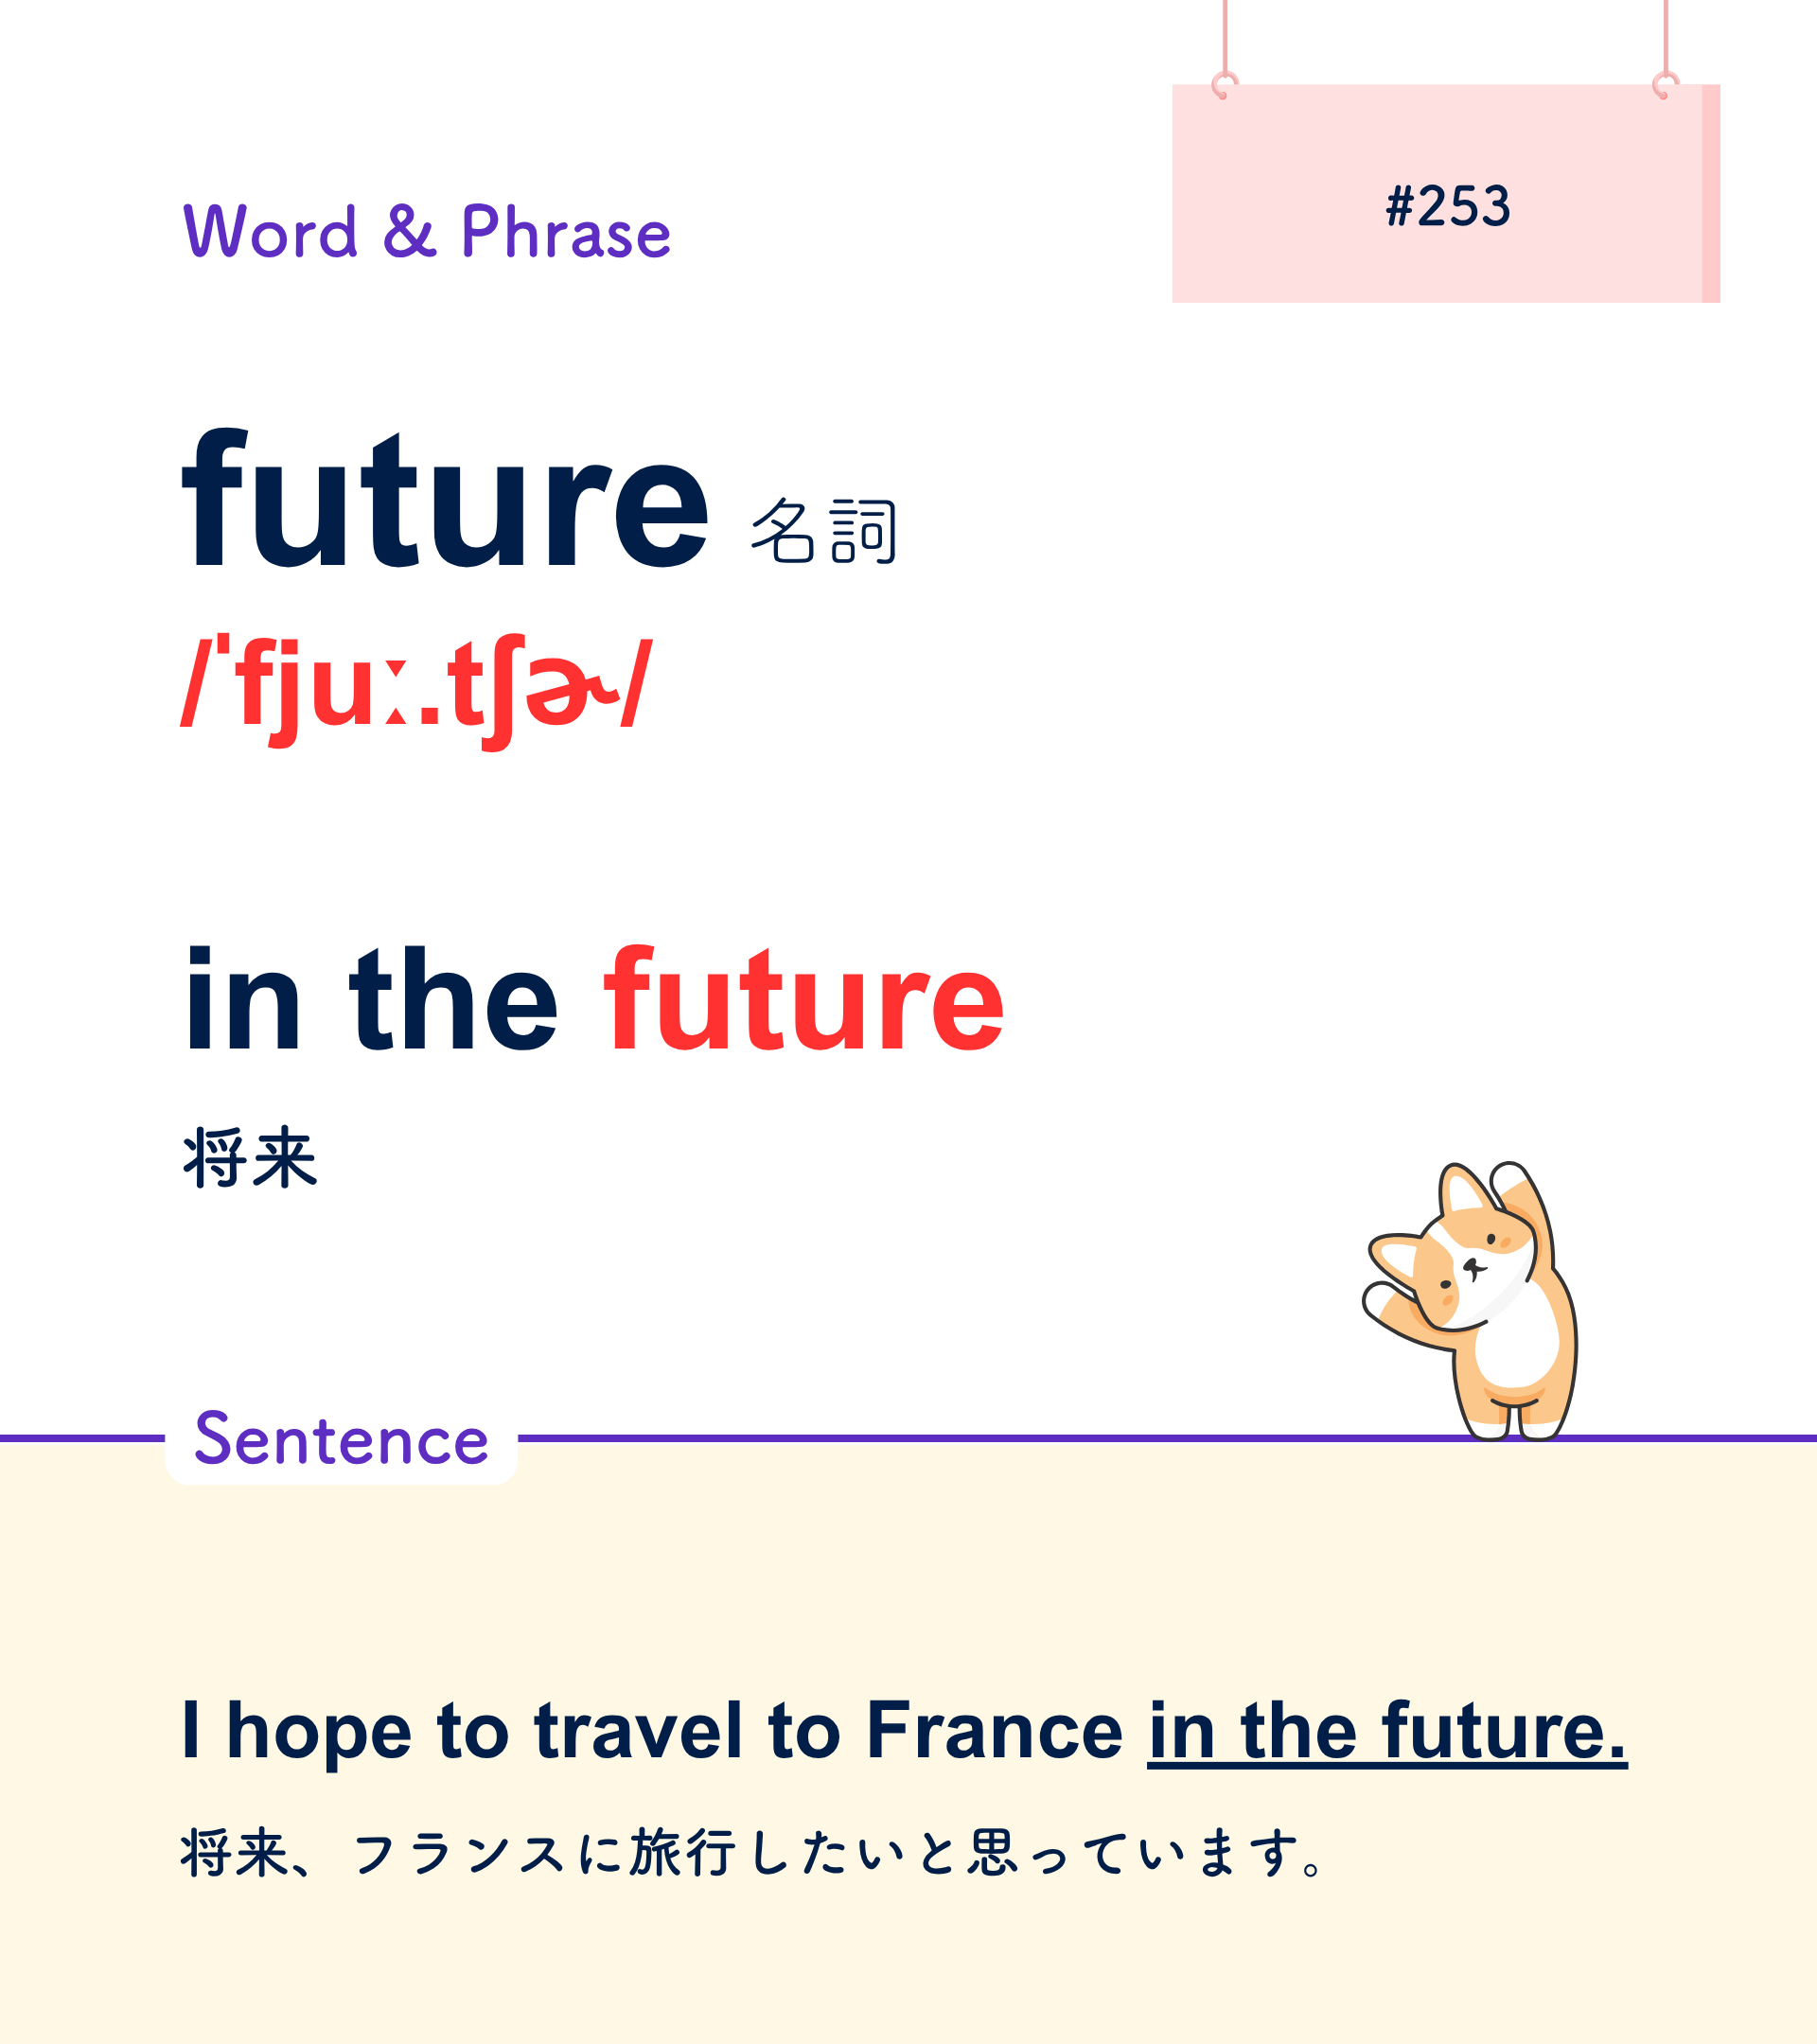 #253
Word & Phrase
future 名詞
/ˈfjuː.tʃɚ/
in the future
将来
Sentence
I hope to travel to France in the future.
将来、フランスに旅行したいと思っています。